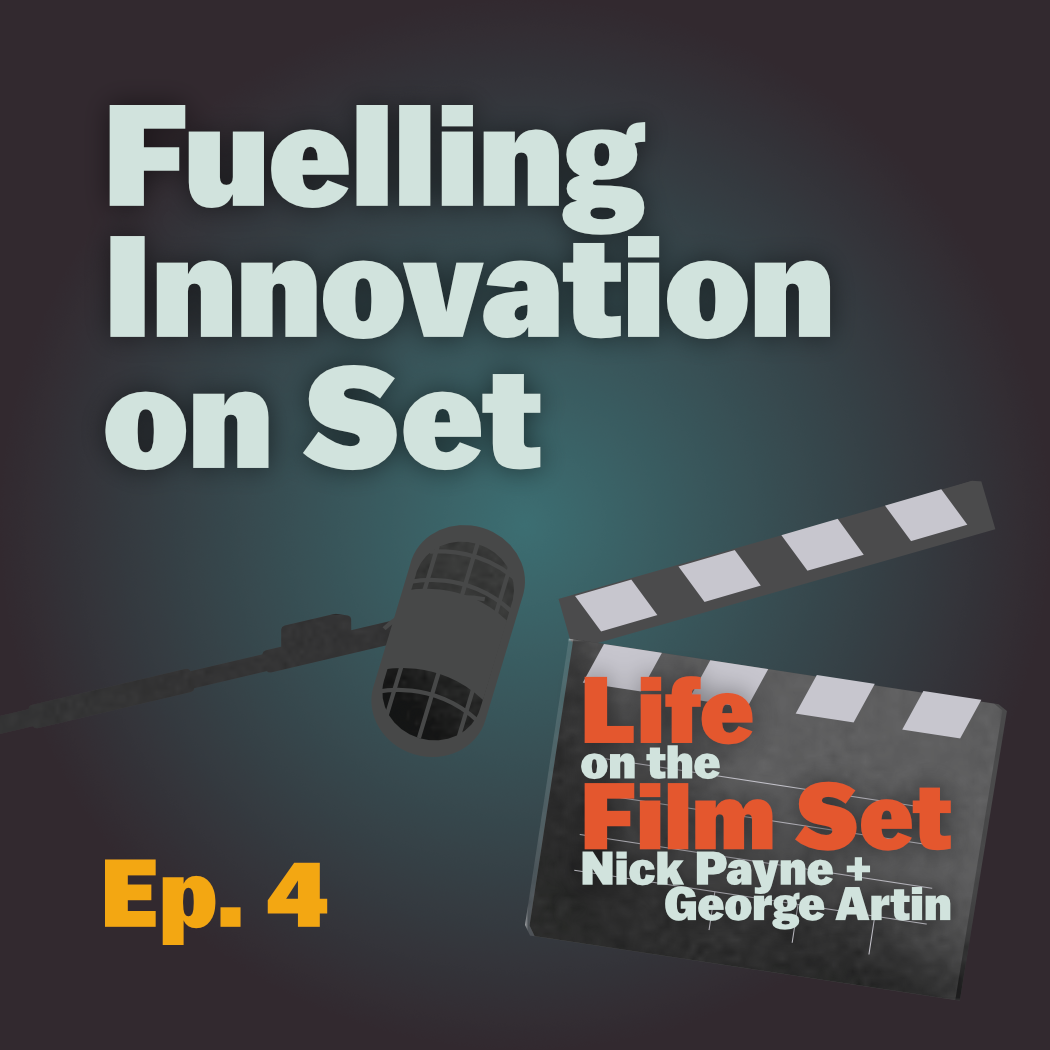 Fuelling
Innovation
on Set
Life
on the
Film Set
Nick Payne +
George Artin
Ep. 4